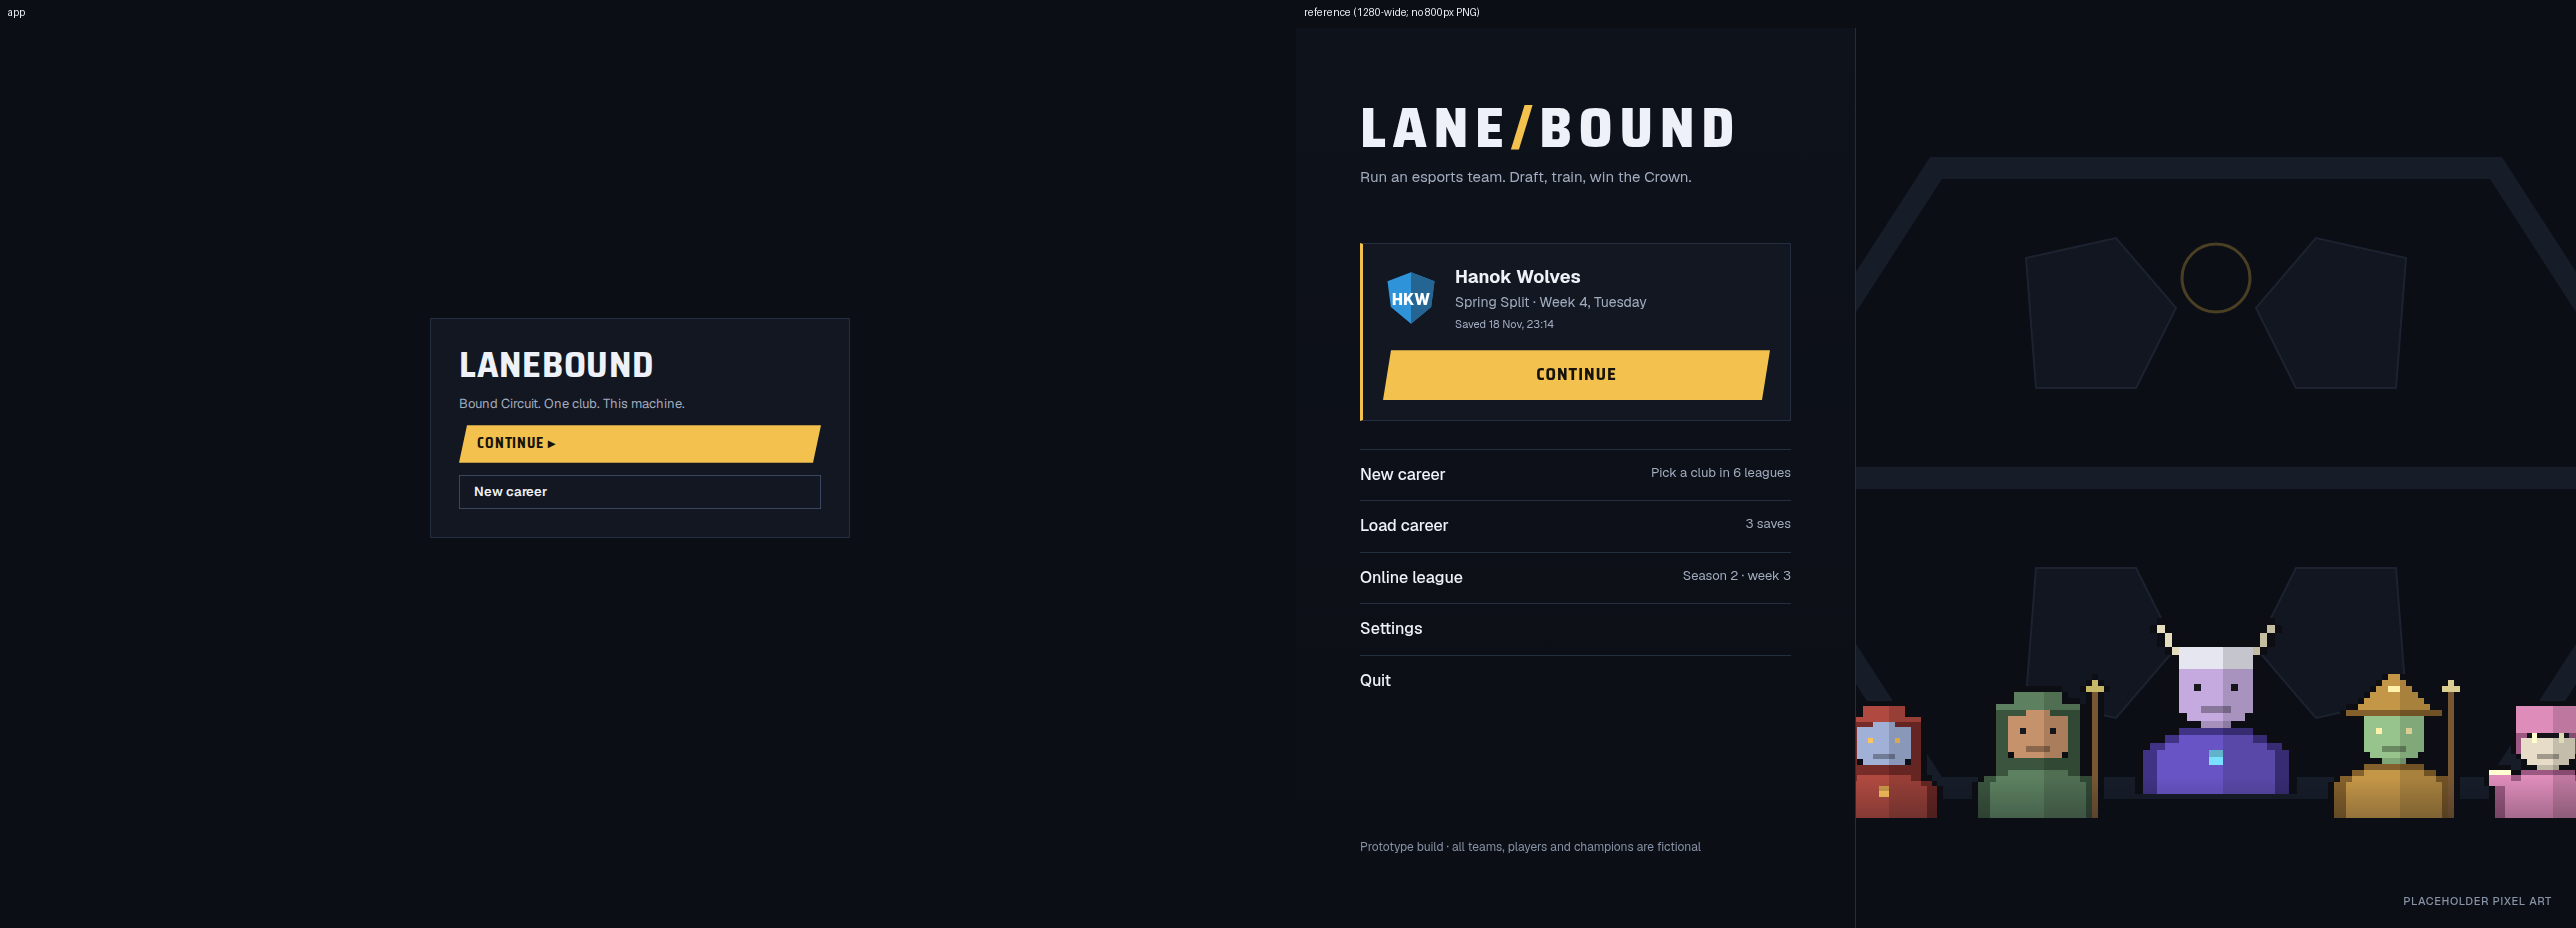 app
LANEBOUND
Bound Circuit. One club. This machine.
CONTINUE ▸
New career
reference (1280-wide; no 800px PNG)
LANE/BOUND
Run an esports team. Draft, train, win the Crown.
HKW
Hanok Wolves
Spring Split · Week 4, Tuesday
Saved 18 Nov, 23:14
CONTINUE
New career Pick a club in 6 leagues
Load career 3 saves
Online league Season 2 · week 3
Settings
Quit
Prototype build · all teams, players and champions are fictional
PLACEHOLDER PIXEL ART